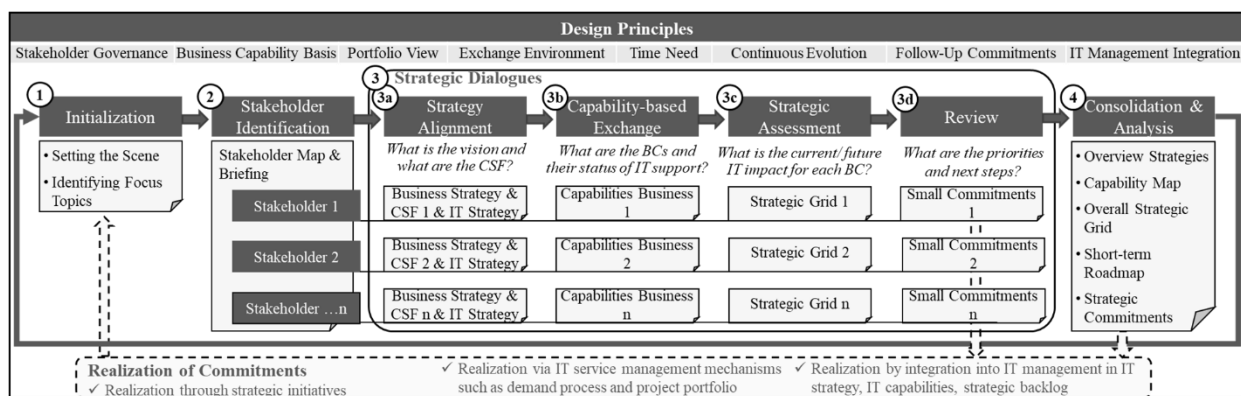 Design Principles
Stakeholder Governance Business Capability Basis Portfolio View Exchange Environment Time Need Continuous Evolution Follow-Up Commitments IT Management Integration
3 Strategic Dialogues
1
Initialization
• Setting the Scene
• Identifying Focus
Topics
2
Stakeholder
Identification
Stakeholder Map &
Briefing
Stakeholder 1
Stakeholder 2
Stakeholder …n
3a
Strategy
Alignment
What is the vision and
what are the CSF?
Business Strategy &
CSF 1 & IT Strategy
Business Strategy &
CSF 2 & IT Strategy
Business Strategy &
CSF n & IT Strategy
3b
Capability-based
Exchange
What are the BCs and
their status of IT support?
Capabilities Business
1
Capabilities Business
2
Capabilities Business
n
3c
Strategic
Assessment
What is the current/ future
IT impact for each BC?
Strategic Grid 1
Strategic Grid 2
Strategic Grid n
3d
Review
What are the priorities
and next steps?
Small Commitments
1
Small Commitments
2
Small Commitments
n
4
Consolidation &
Analysis
• Overview Strategies
• Capability Map
• Overall Strategic
Grid
• Short-term
Roadmap
• Strategic
Commitments
Realization of Commitments
✓ Realization through strategic initiatives
✓ Realization via IT service management mechanisms
such as demand process and project portfolio
✓ Realization by integration into IT management in IT
strategy, IT capabilities, strategic backlog